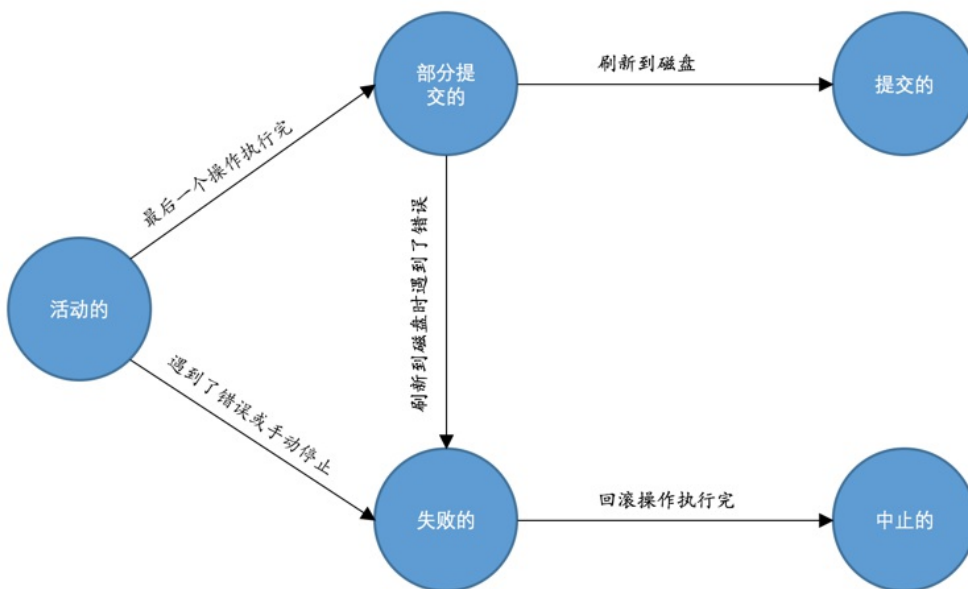 部分提
交的
刷新到磁盘
提交的
最后一个操作执行完
刷新到磁盘时遇到了错误
活动的
遇到了错误或手动停止
失败的
回滚操作执行完
中止的